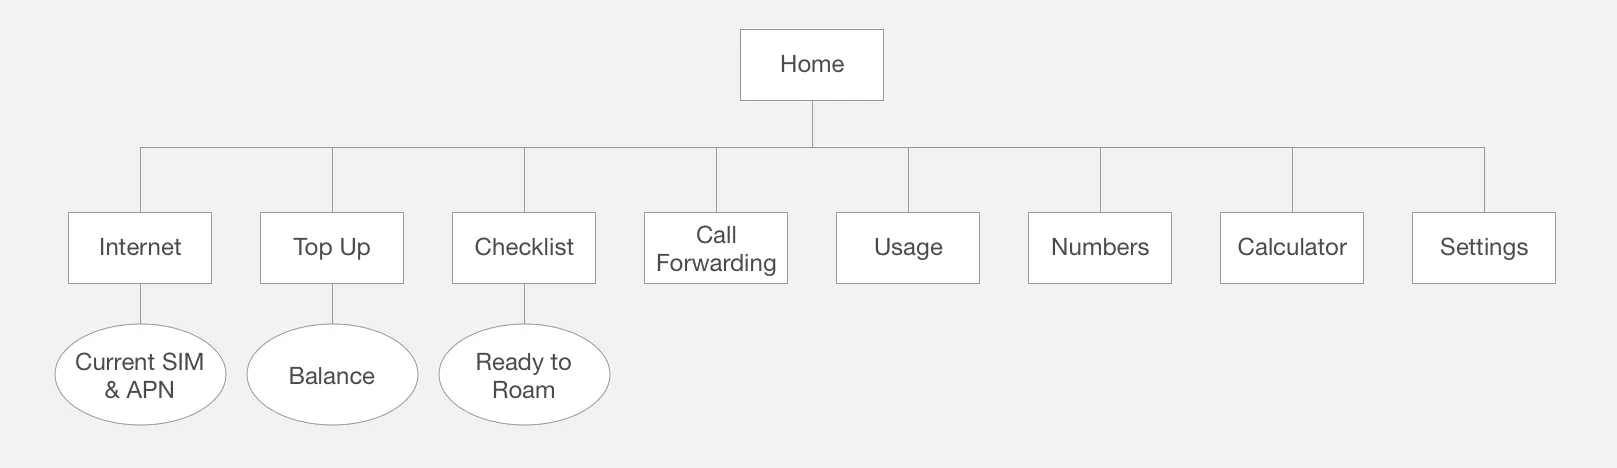 Home
Internet
Top Up
Checklist
Call
Forwarding
Usage
Numbers
Calculator
Settings
Current SIM
& APN
Balance
Ready to
Roam